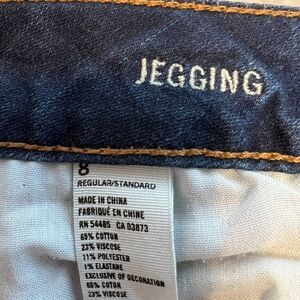 JEGGING
8
REGULAR/STANDARD
MADE IN CHINA
FABRIQUÉ EN CHINE
RN 54485 CA 03873
65% COTTON
23% VISCOSE
11% POLYESTER
1% ELASTANE
EXCLUSIVE OF DECORATION
65% COTON
23% VISCOSE